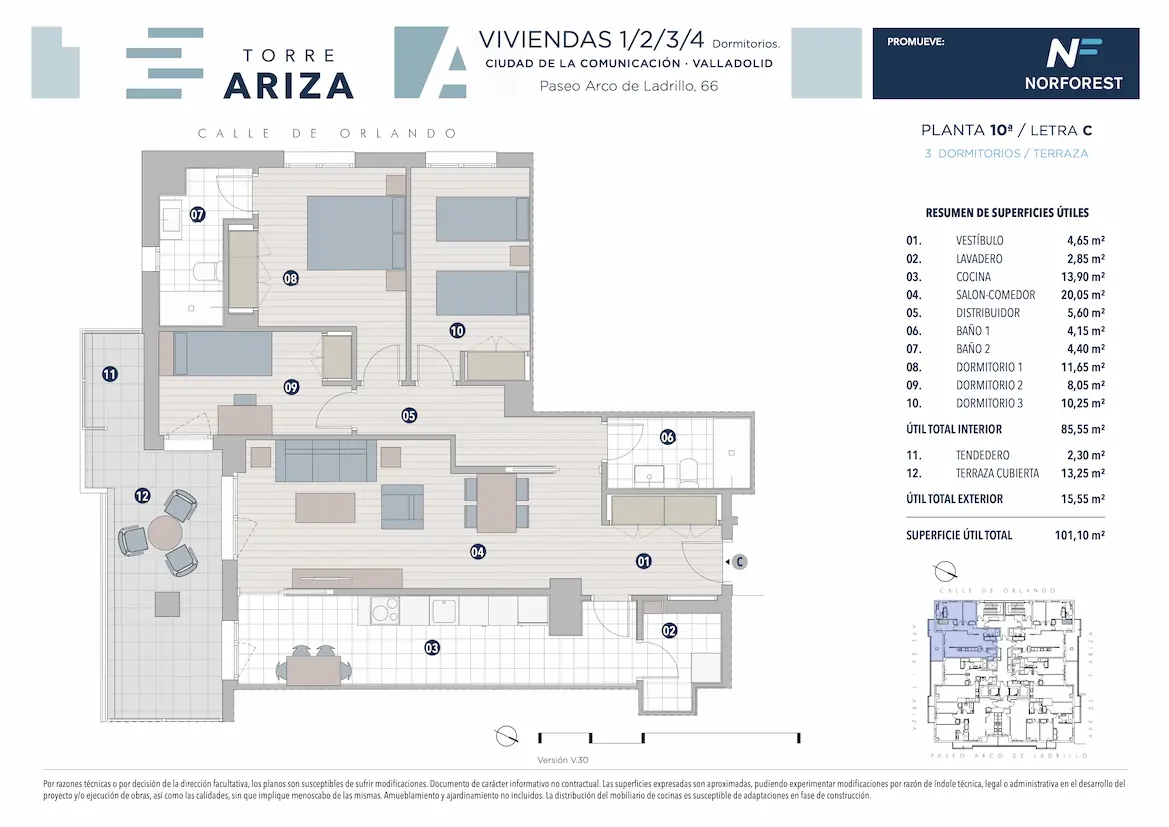 TORRE
ARIZA
VIVIENDAS 1/2/3/4 Dormitorios.
CIUDAD DE LA COMUNICACIÓN · VALLADOLID
Paseo Arco de Ladrillo, 66
PROMUEVE:
NF
NORFOREST
CALLE DE ORLANDO
PLANTA 10ª / LETRA C
3 DORMITORIOS / TERRAZA
RESUMEN DE SUPERFICIES ÚTILES
01. VESTÍBULO 4,65 m²
02. LAVADERO 2,85 m²
03. COCINA 13,90 m²
04. SALON-COMEDOR 20,05 m²
05. DISTRIBUIDOR 5,60 m²
06. BAÑO 1 4,15 m²
07. BAÑO 2 4,40 m²
08. DORMITORIO 1 11,65 m²
09. DORMITORIO 2 8,05 m²
10. DORMITORIO 3 10,25 m²
ÚTIL TOTAL INTERIOR 85,55 m²
11. TENDEDERO 2,30 m²
12. TERRAZA CUBIERTA 13,25 m²
ÚTIL TOTAL EXTERIOR 15,55 m²
SUPERFICIE ÚTIL TOTAL 101,10 m²
07
08
10
11
09
05
06
12
04
01
C
02
03
CALLE DE ORLANDO
PASEO ARCO DE LADRILLO
Versión V.30
Por razones técnicas o por decisión de la dirección facultativa, los planos son susceptibles de sufrir modificaciones. Documento de carácter informativo no contractual. Las superficies expresadas son aproximadas, pudiendo experimentar modificaciones por razón de índole técnica, legal o administrativa en el desarrollo del
proyecto y/o ejecución de obras, así como las calidades, sin que implique menoscabo de las mismas. Amueblamiento y ajardinamiento no incluidos. La distribución del mobiliario de cocinas es susceptible de adaptaciones en fase de construcción.